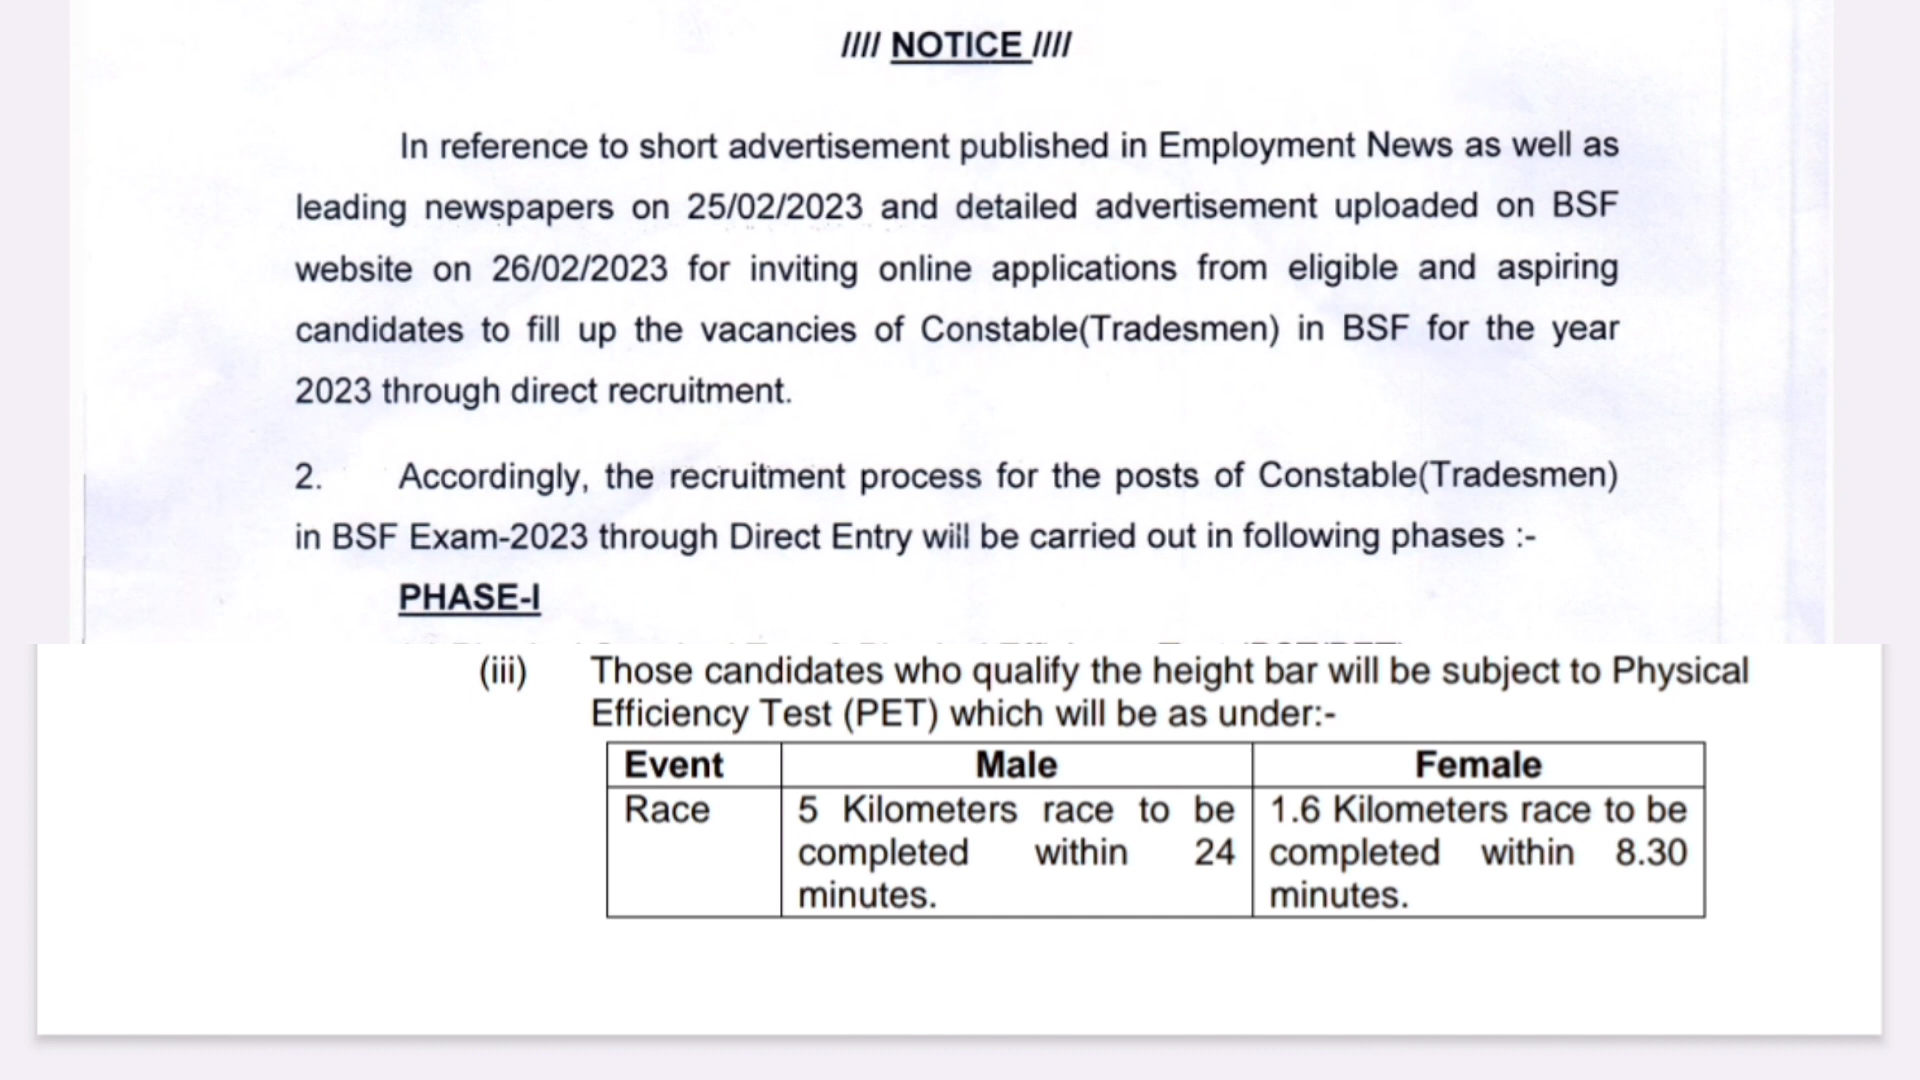 //// NOTICE ////
In reference to short advertisement published in Employment News as well as
leading newspapers on 25/02/2023 and detailed advertisement uploaded on BSF
website on 26/02/2023 for inviting online applications from eligible and aspiring
candidates to fill up the vacancies of Constable(Tradesmen) in BSF for the year
2023 through direct recruitment.
2. Accordingly, the recruitment process for the posts of Constable(Tradesmen)
in BSF Exam-2023 through Direct Entry will be carried out in following phases :-
PHASE-I
(iii) Those candidates who qualify the height bar will be subject to Physical
Efficiency Test (PET) which will be as under:-
Event Male Female
Race 5 Kilometers race to be 1.6 Kilometers race to be
completed within 24 completed within 8.30
minutes. minutes.